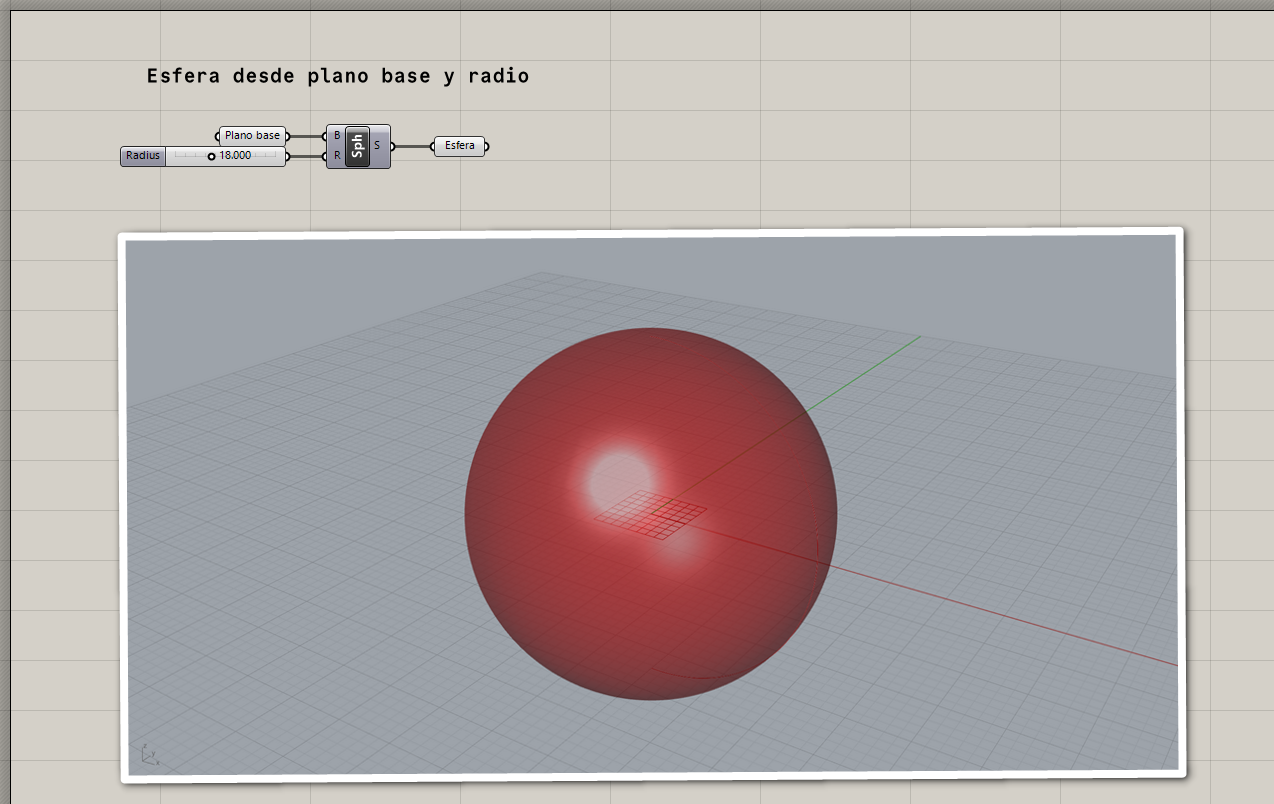 Esfera desde plano base y radio
Plano base
Radius 18.000
B
R
Sph
S
Esfera
z
y
x